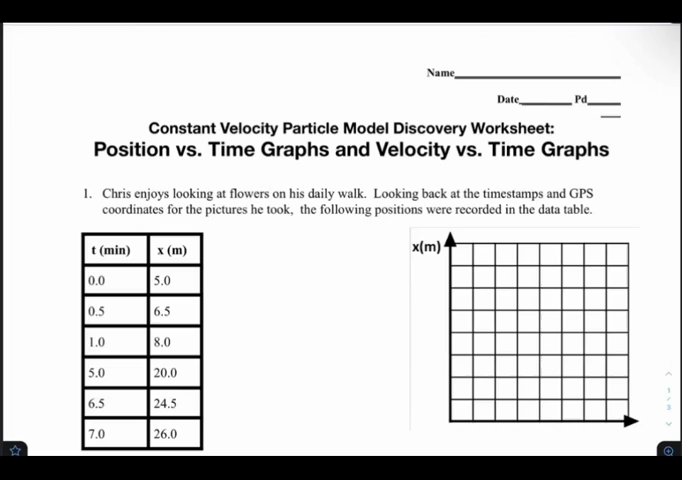 Name
Date Pd
Constant Velocity Particle Model Discovery Worksheet:
Position vs. Time Graphs and Velocity vs. Time Graphs
1. Chris enjoys looking at flowers on his daily walk. Looking back at the timestamps and GPS
coordinates for the pictures he took, the following positions were recorded in the data table.
t (min) x (m)
0.0 5.0
0.5 6.5
1.0 8.0
5.0 20.0
6.5 24.5
7.0 26.0
x(m)
1
/
3